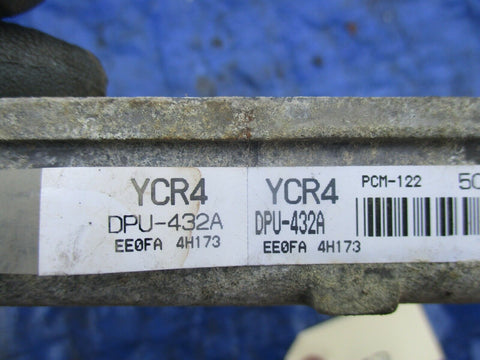 YCR4
DPU-432A
EE0FA 4H173
YCR4
DPU-432A
EE0FA 4H173
PCM-122